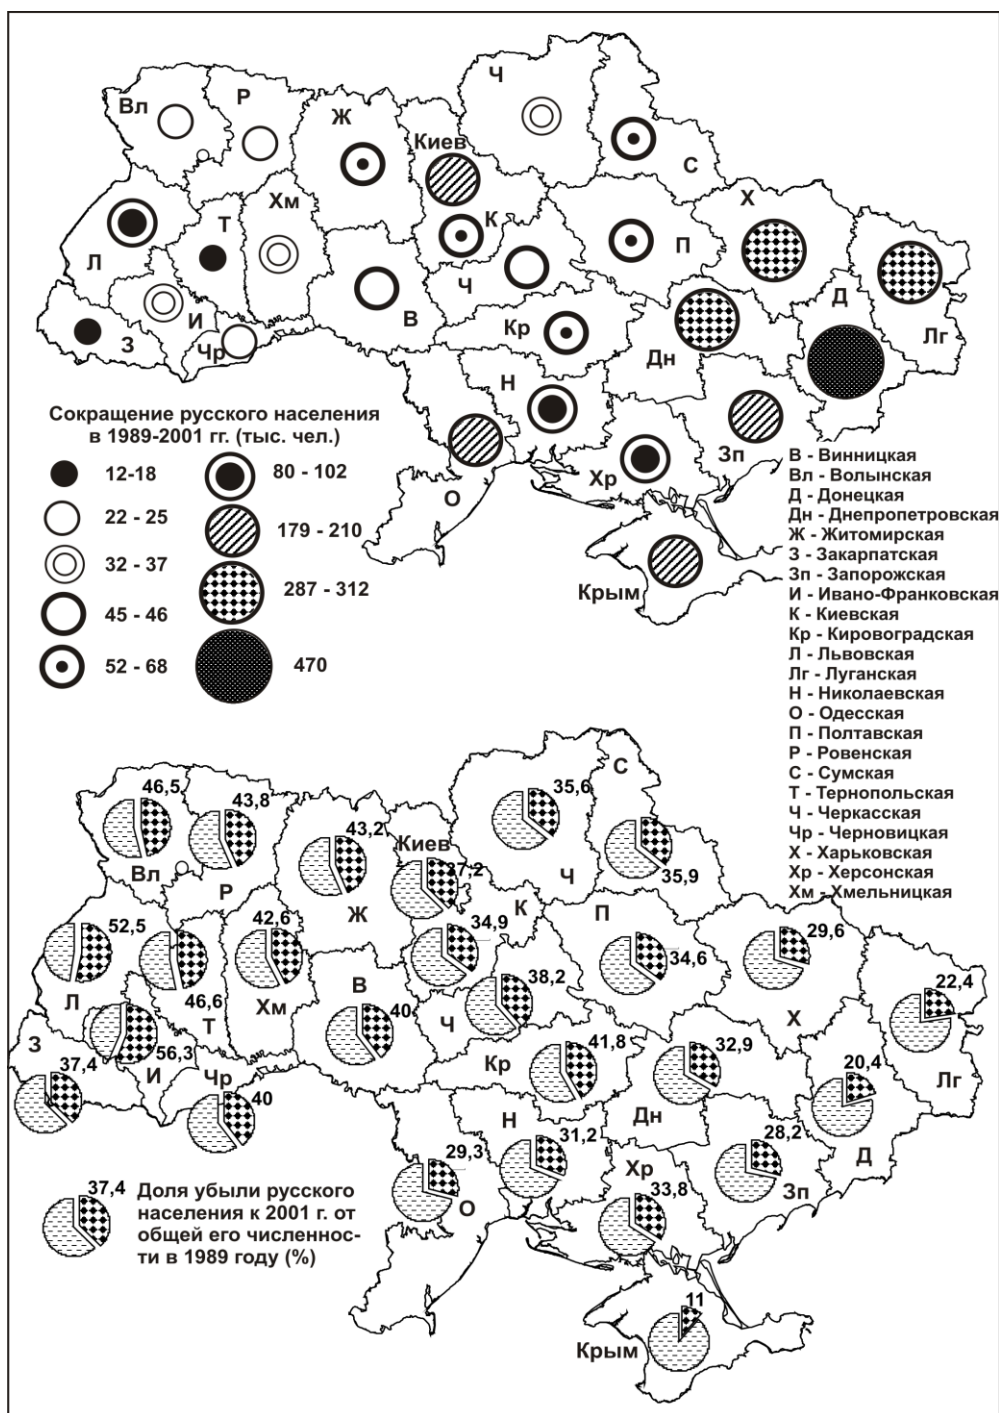 Ч
Вл
Р
Ж
Киев
С
Хм
Х
Т
К
П
Л
Ч
Д
И
В
Кр
Лг
З
Чр
Дн
Н
Сокращение русского населения
в 1989-2001 гг. (тыс. чел.)
12-18
80 - 102
22 - 25
179 - 210
32 - 37
287 - 312
45 - 46
52 - 68
470
Зп
Хр
О
Крым
В - Винницкая
Вл - Волынская
Д - Донецкая
Дн - Днепропетровская
Ж - Житомирская
З - Закарпатская
Зп - Запорожская
И - Ивано-Франковская
К - Киевская
Кр - Кировоградская
Л - Львовская
Лг - Луганская
Н - Николаевская
О - Одесская
П - Полтавская
Р - Ровенская
С - Сумская
Т - Тернопольская
Ч - Черкасская
Чр - Черновицкая
Х - Харьковская
Хр - Херсонская
Хм - Хмельницкая
С
46,5
43,8
35,6
43,2
Киев
37,2
Вл
Ч
35,9
Р
Ж
К
П
52,5
42,6
34,9
29,6
34,6
Л
46,6
Хм
В
38,2
22,4
Т
40
Ч
Х
З
56,3
37,4
И
Чр
Кр
41,8
32,9
20,4
Лг
40
Н
Дн
31,2
28,2
Д
29,3
Хр
Зп
О
33,8
37,4
Доля убыли русского
населения к 2001 г. от
общей его численнос-
ти в 1989 году (%)
11
Крым